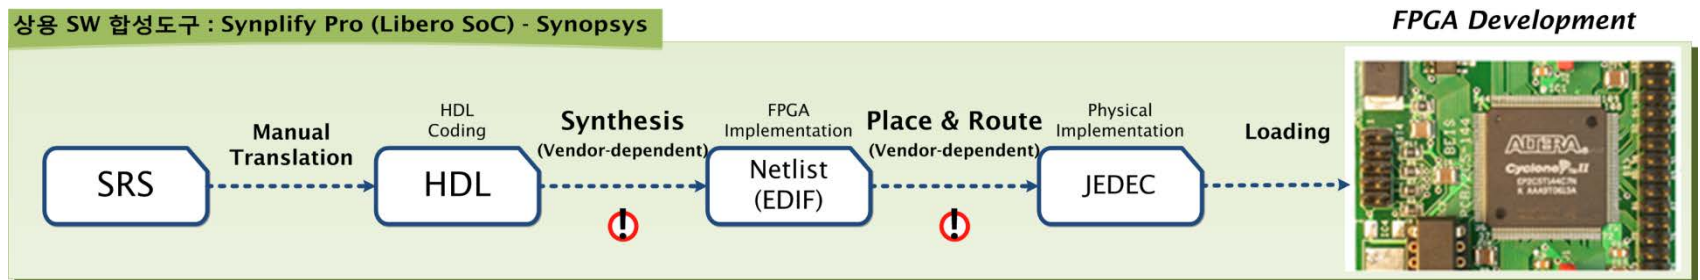 상용 SW 합성도구 : Synplify Pro (Libero SoC) - Synopsys
FPGA Development
SRS
Manual
Translation
HDL
Coding
HDL
Synthesis
(Vendor-dependent)
!
FPGA
Implementation
Netlist
(EDIF)
Place & Route
(Vendor-dependent)
!
Physical
Implementation
JEDEC
Loading
ALTERA
Cyclone II